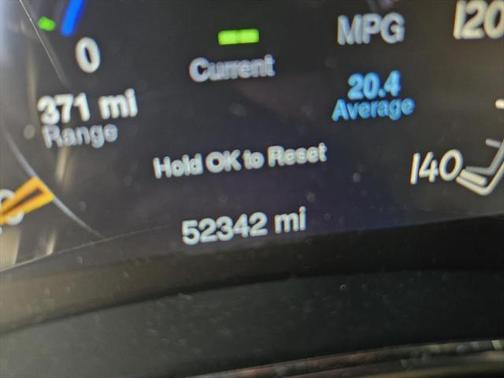 MPG
120
0
Current
20.4
Average
371 mi
Range
Hold OK to Reset
140
52342 mi